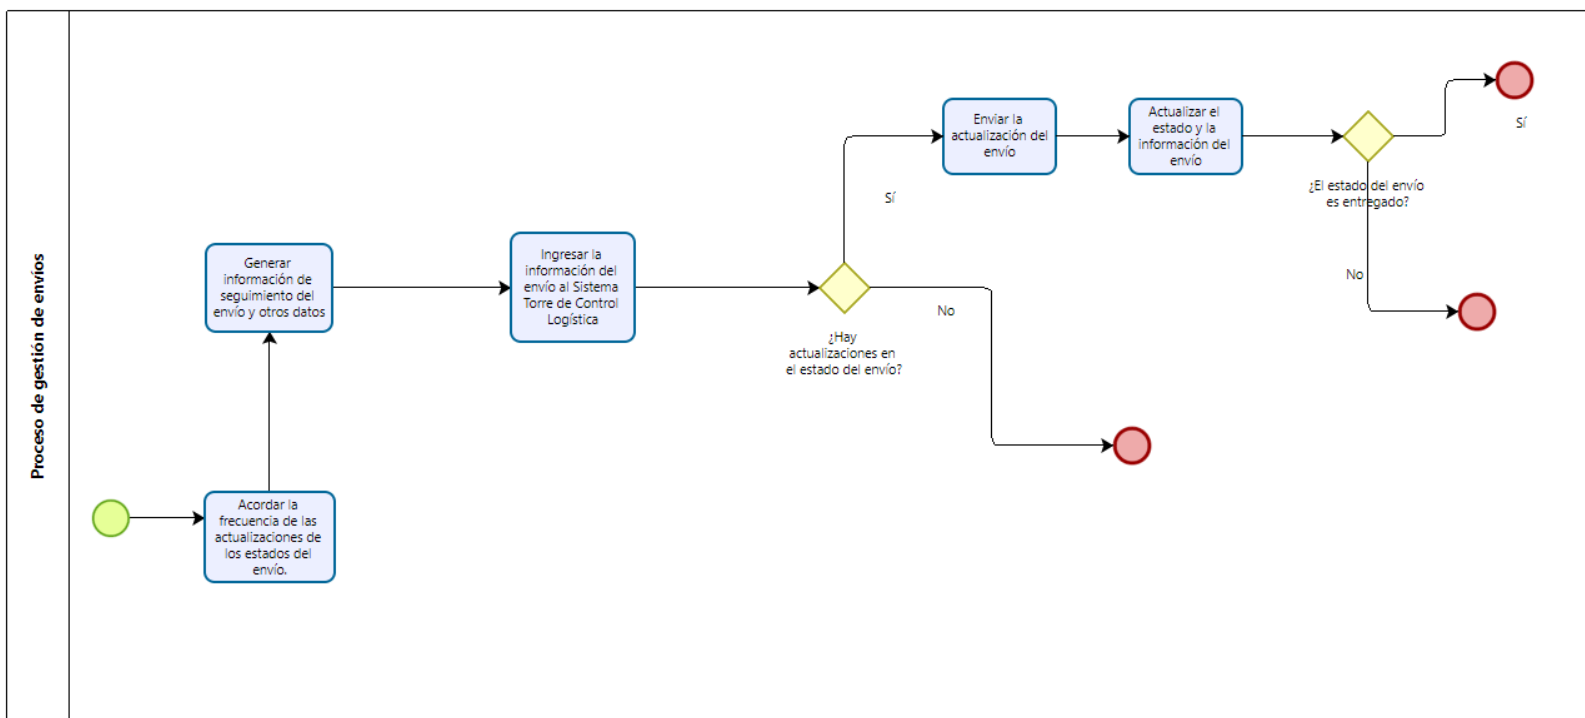 Proceso de gestión de envíos
Acordar la
frecuencia de las
actualizaciones de
los estados del
envío.
Generar
información de
seguimiento del
envío y otros datos
Ingresar la
información del
envío al Sistema
Torre de Control
Logística
¿Hay
actualizaciones en
el estado del envío?
Sí
No
Enviar la
actualización del
envío
Actualizar el
estado y la
información del
envío
¿El estado del envío
es entregado?
Sí
No